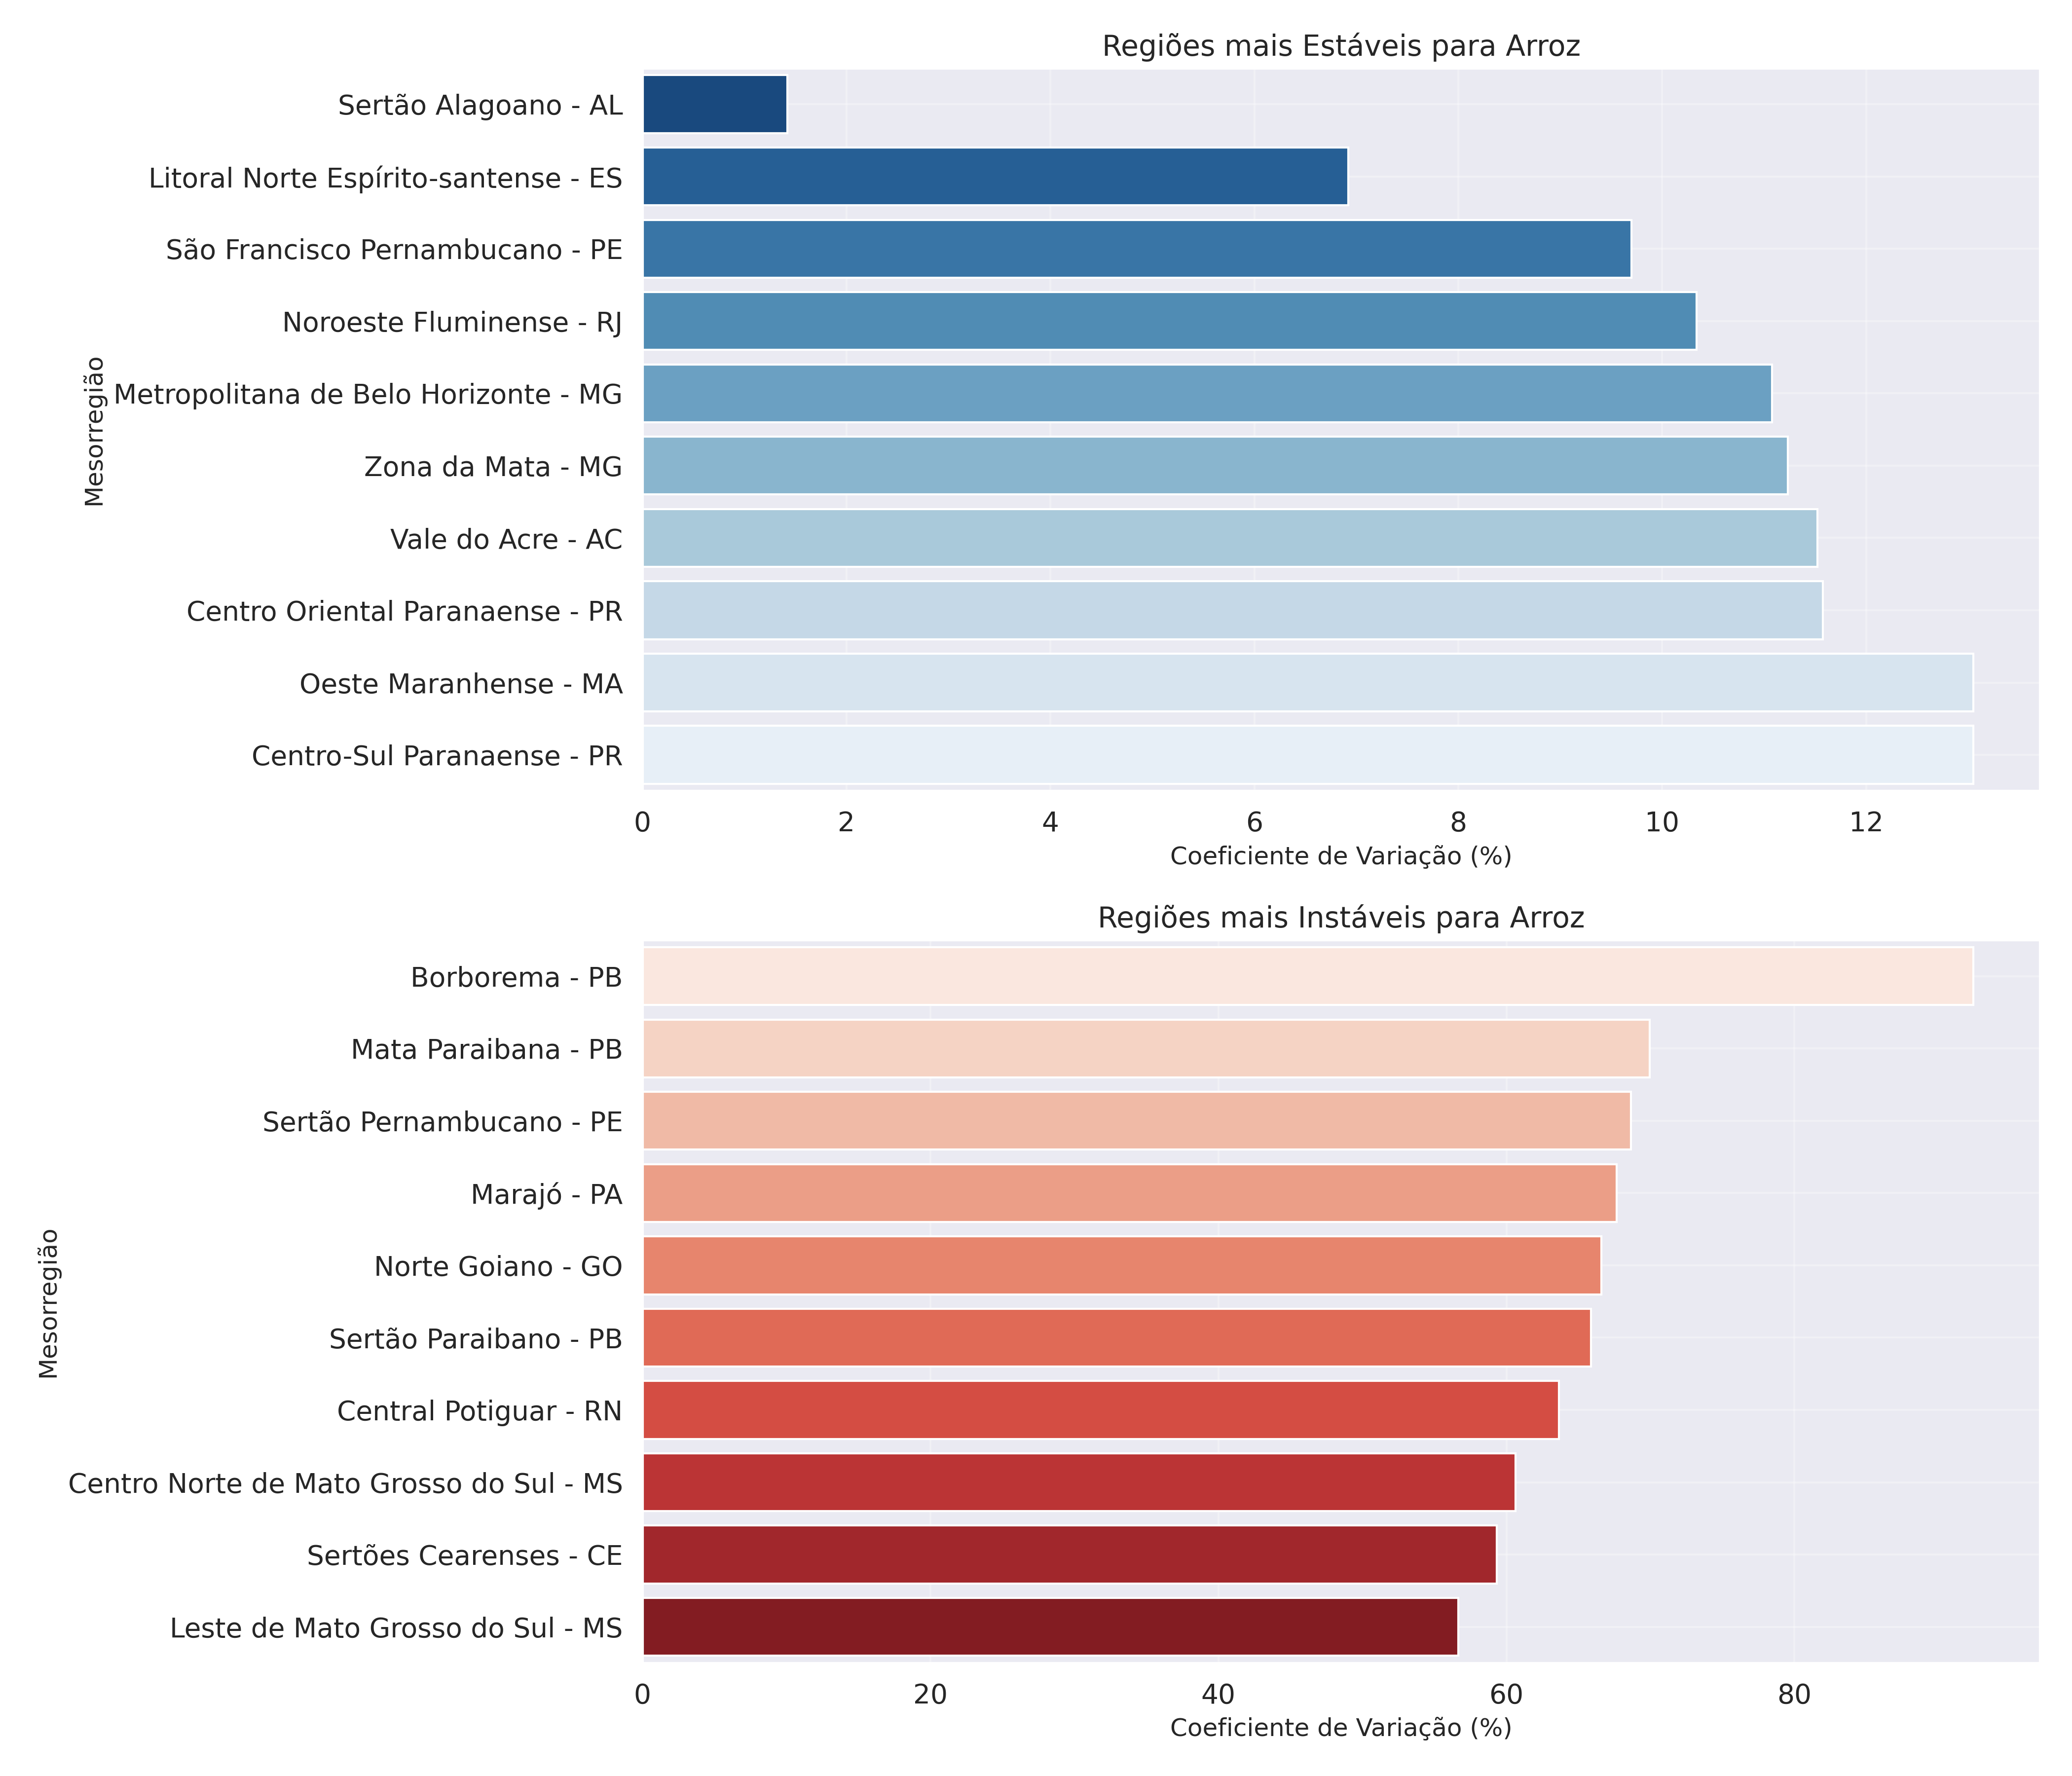 Regiões mais Estáveis para Arroz
Mesorregião
Sertão Alagoano - AL
Litoral Norte Espírito-santense - ES
São Francisco Pernambucano - PE
Noroeste Fluminense - RJ
Metropolitana de Belo Horizonte - MG
Zona da Mata - MG
Vale do Acre - AC
Centro Oriental Paranaense - PR
Oeste Maranhense - MA
Centro-Sul Paranaense - PR
0 2 4 6 8 10 12
Coeficiente de Variação (%)
Regiões mais Instáveis para Arroz
Mesorregião
Borborema - PB
Mata Paraibana - PB
Sertão Pernambucano - PE
Marajó - PA
Norte Goiano - GO
Sertão Paraibano - PB
Central Potiguar - RN
Centro Norte de Mato Grosso do Sul - MS
Sertões Cearenses - CE
Leste de Mato Grosso do Sul - MS
0 20 40 60 80
Coeficiente de Variação (%)